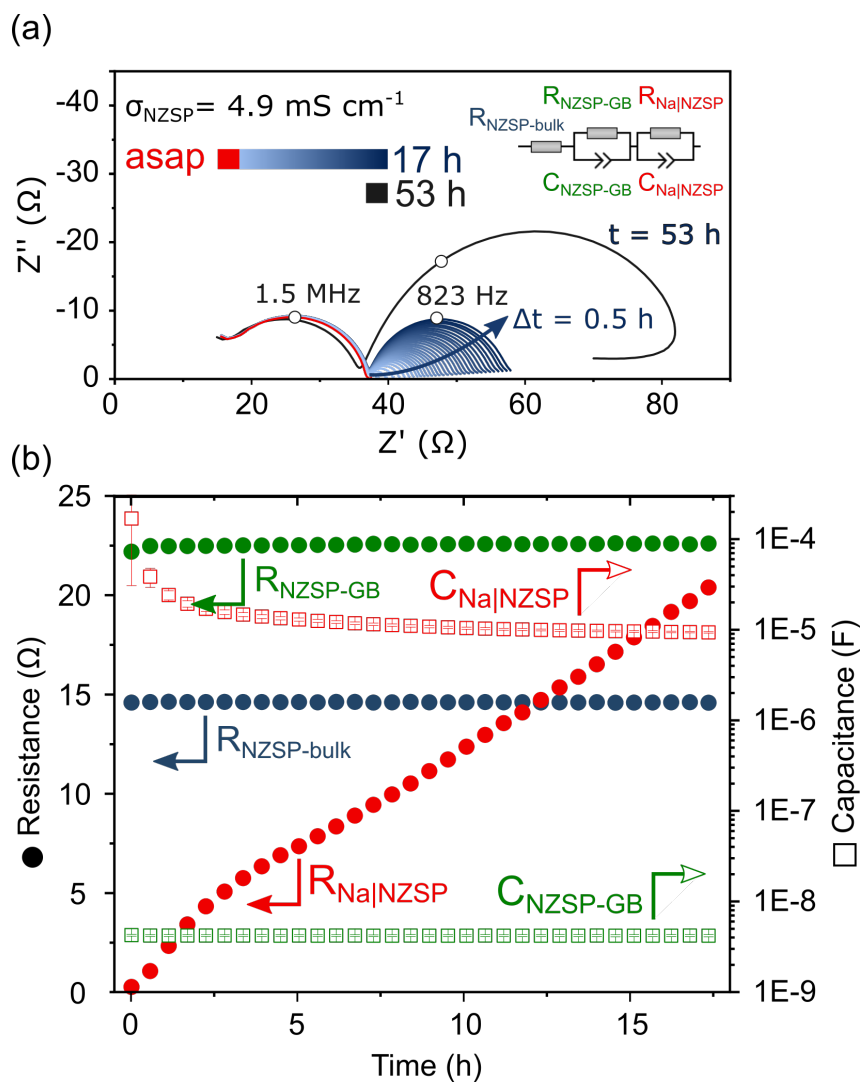 (a)
σNZSP= 4.9 mS cm-1
asap 17 h
53 h
RNZSP-bulk RNZSP-GB RNa|NZSP
CNZSP-GB CNa|NZSP
t = 53 h
1.5 MHz
823 Hz
Δt = 0.5 h
Z'' (Ω)
-40
-30
-20
-10
0
0 20 40 60 80
Z' (Ω)
(b)
Resistance (Ω)
25
20
15
10
5
0
RNZSP-GB
CNa|NZSP
RNZSP-bulk
RNa|NZSP
CNZSP-GB
1E-4
1E-5
1E-6
1E-7
1E-8
1E-9
Capacitance (F)
0 5 10 15
Time (h)